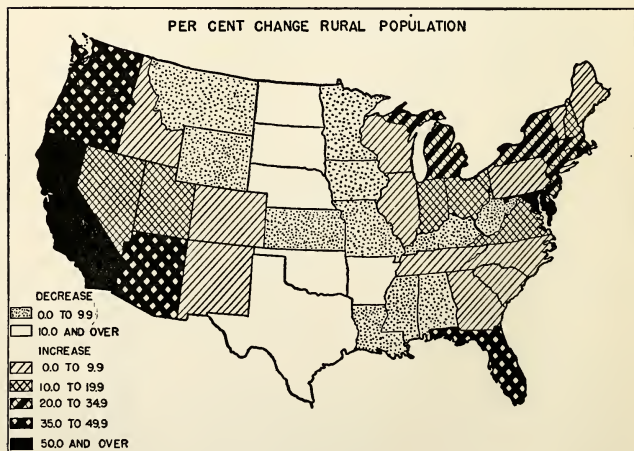 PER CENT CHANGE RURAL POPULATION
DECREASE
0.0 TO 9.9
10.0 AND OVER
INCREASE
0.0 TO 9.9
10.0 TO 19.9
20.0 TO 34.9
35.0 TO 49.9
50.0 AND OVER